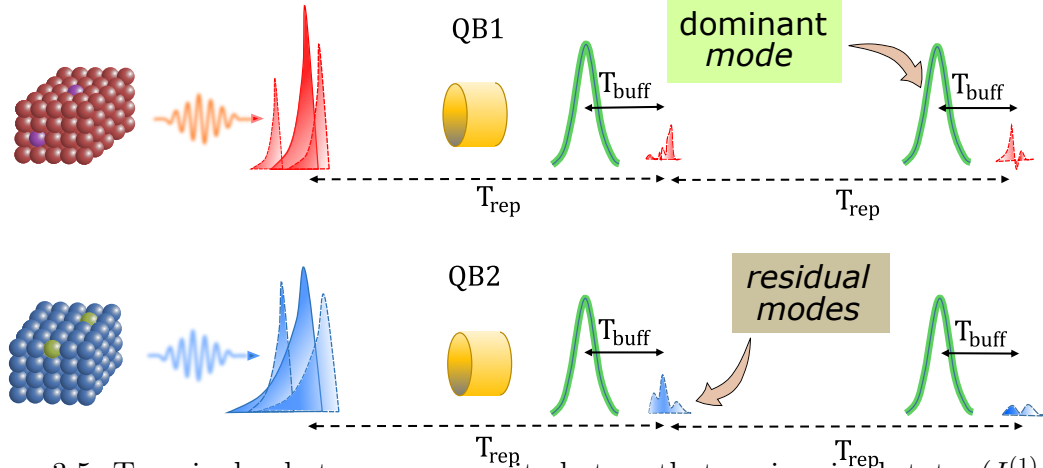 QB1
dominant
mode
T_buff
T_buff
T_rep
T_rep
QB2
residual
modes
T_buff
T_buff
T_rep
T_rep